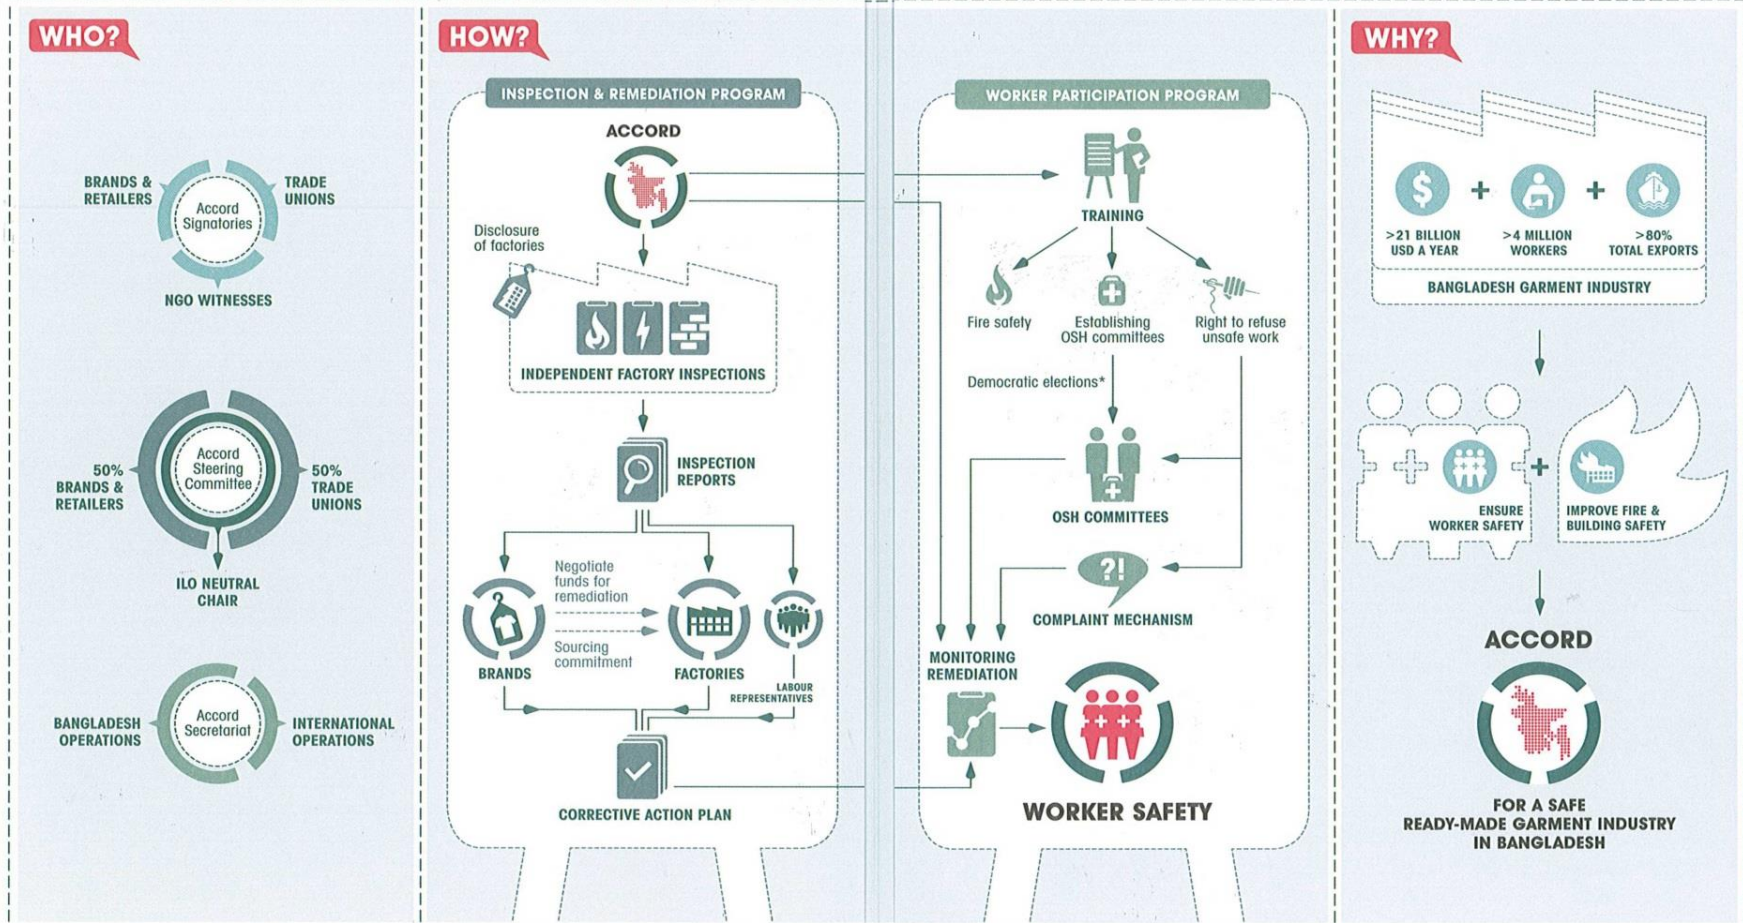 WHO?
BRANDS &
RETAILERS
Accord
Signatories
TRADE
UNIONS
NGO WITNESSES
50%
BRANDS &
RETAILERS
Accord
Steering
Committee
50%
TRADE
UNIONS
ILO NEUTRAL
CHAIR
BANGLADESH
OPERATIONS
Accord
Secretariat
INTERNATIONAL
OPERATIONS
HOW?
INSPECTION & REMEDIATION PROGRAM
ACCORD
Disclosure
of factories
INDEPENDENT FACTORY INSPECTIONS
INSPECTION
REPORTS
Negotiate
funds for
remediation
Sourcing
commitment
BRANDS
FACTORIES
LABOUR
REPRESENTATIVES
CORRECTIVE ACTION PLAN
WORKER PARTICIPATION PROGRAM
TRAINING
Fire safety
Establishing
OSH committees
Right to refuse
unsafe work
Democratic elections*
OSH COMMITTEES
?!
COMPLAINT MECHANISM
MONITORING
REMEDIATION
WORKER SAFETY
WHY?
$
+
+
>21 BILLION
USD A YEAR
>4 MILLION
WORKERS
>80%
TOTAL EXPORTS
BANGLADESH GARMENT INDUSTRY
+
ENSURE
WORKER SAFETY
IMPROVE FIRE &
BUILDING SAFETY
ACCORD
FOR A SAFE
READY-MADE GARMENT INDUSTRY
IN BANGLADESH